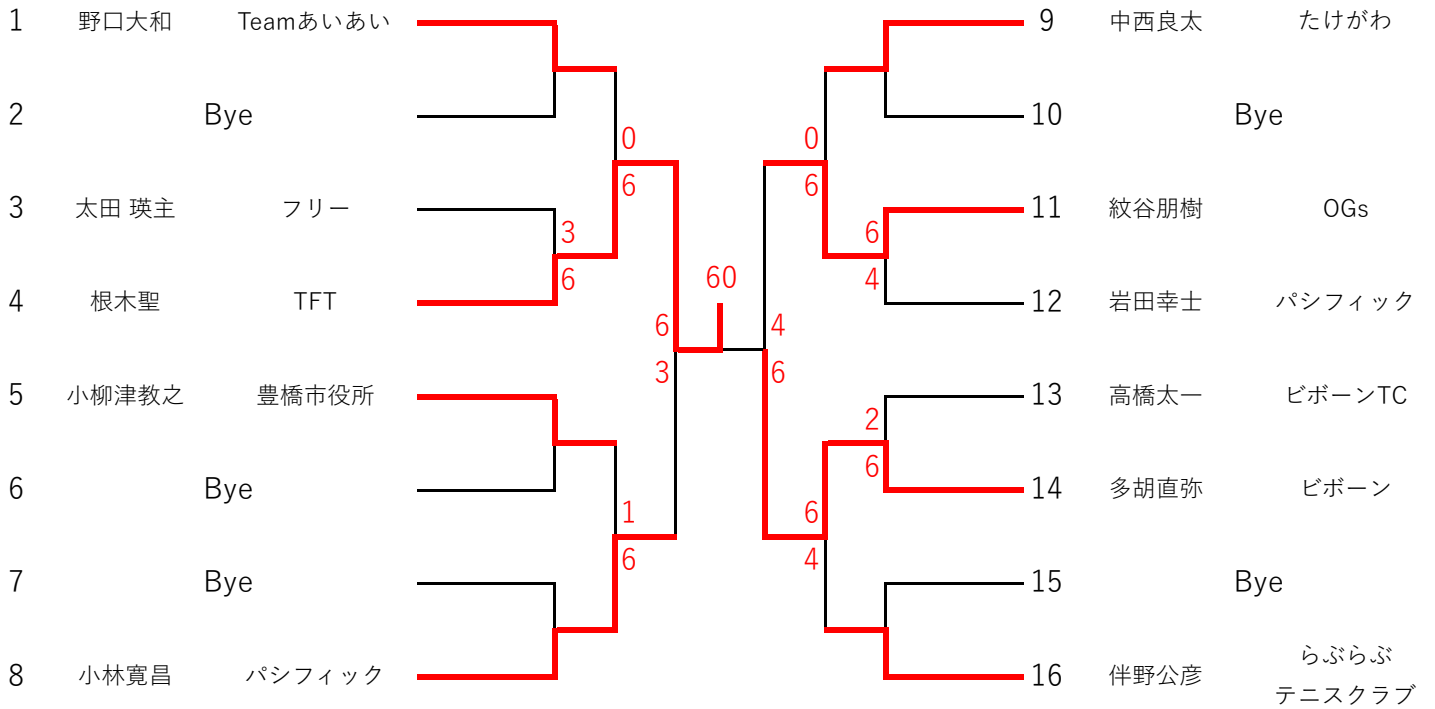 1 野口大和 Teamあいあい
2 Bye
3 太田 瑛主 フリー
4 根木聖 TFT
5 小柳津教之 豊橋市役所
6 Bye
7 Bye
8 小林寛昌 パシフィック
0
6
3
6
1
6
6
3
60
4
6
0
6
6
4
2
6
6
4
9 中西良太 たけがわ
10 Bye
11 紋谷朋樹 OGs
12 岩田幸士 パシフィック
13 高橋太一 ビボーンTC
14 多胡直弥 ビボーン
15 Bye
16 伴野公彦 らぶらぶ
テニスクラブ